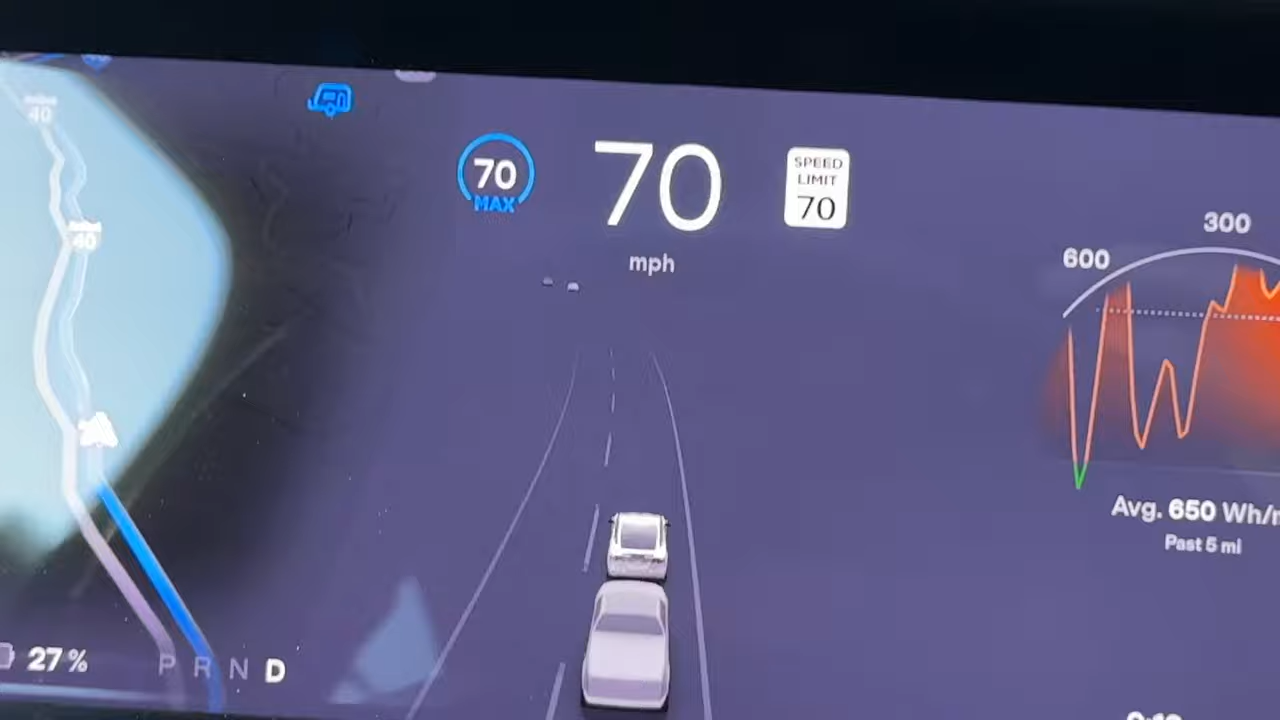 40
40
70
MAX
70
mph
SPEED
LIMIT
70
300
600
Avg. 650 Wh/
Past 5 mi
27 %
P R N D